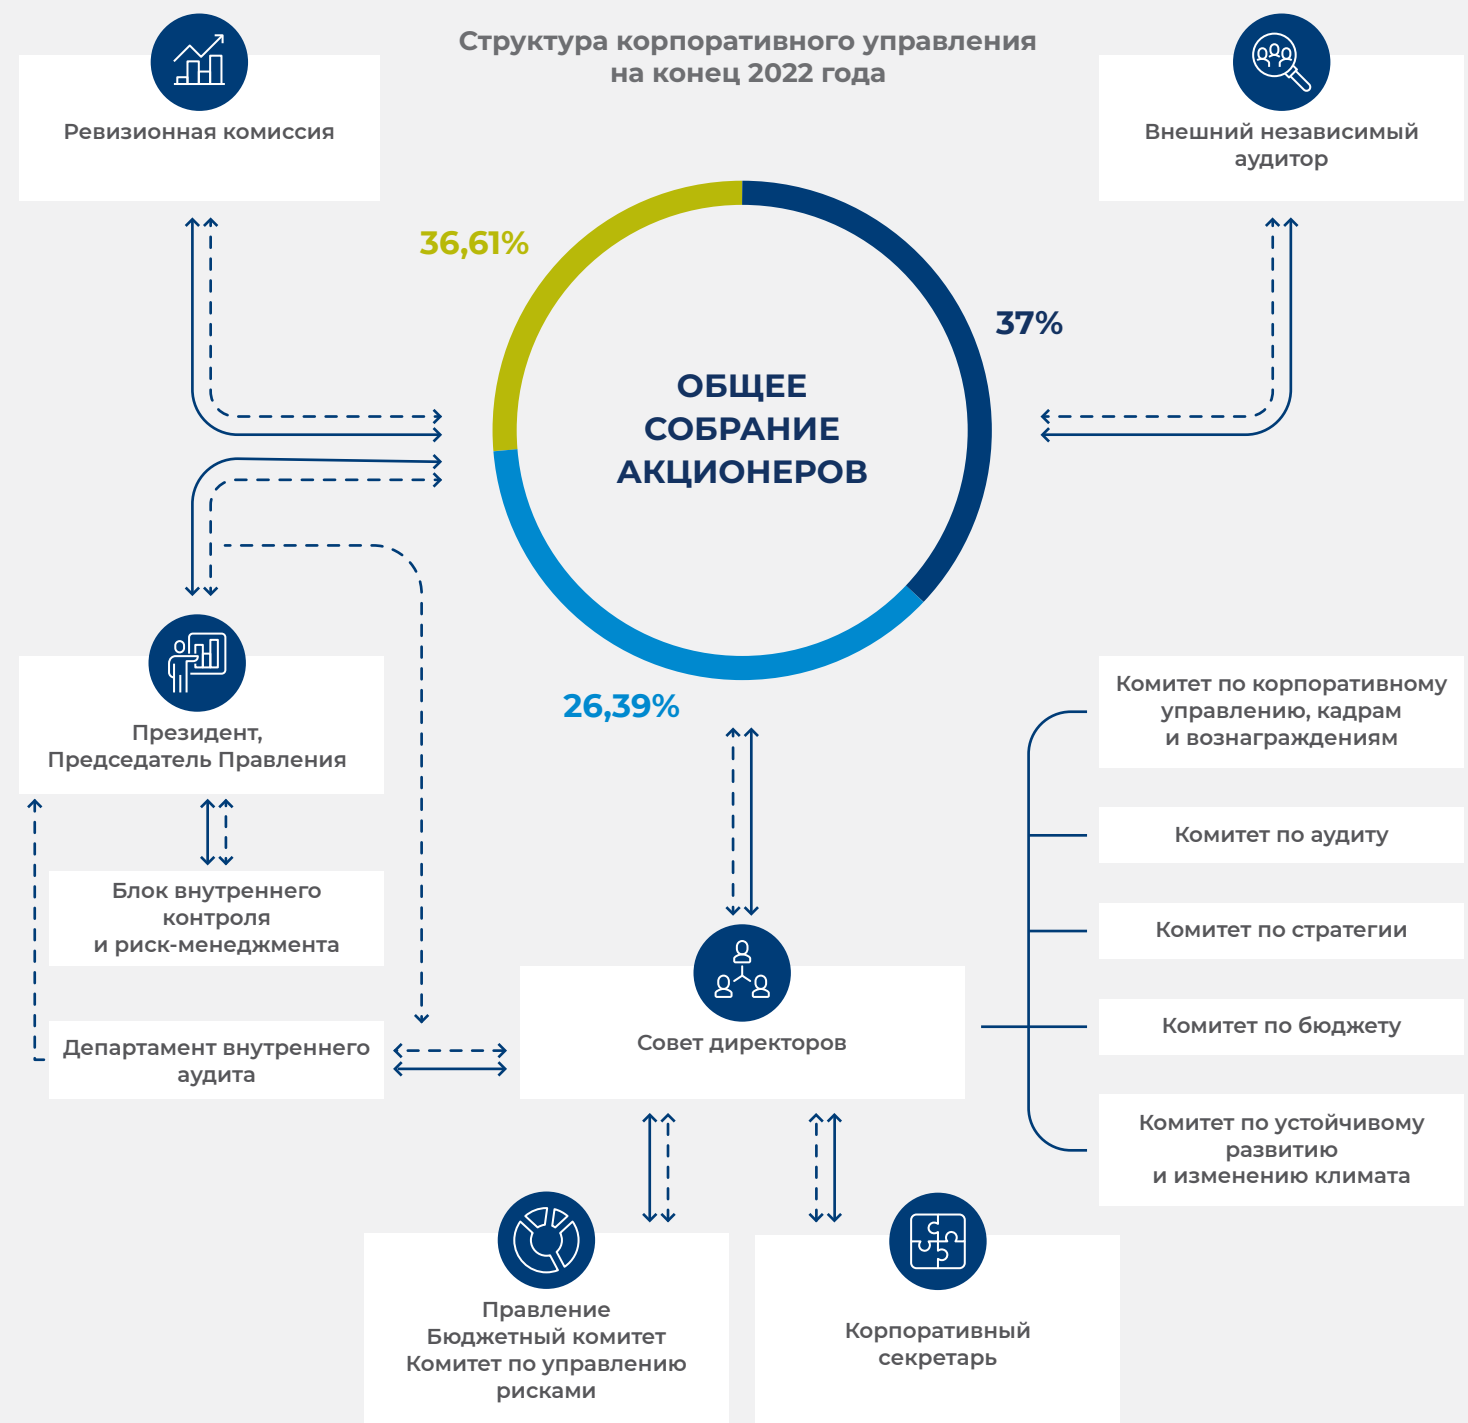 Структура корпоративного управления
на конец 2022 года
Ревизионная комиссия
Внешний независимый
аудитор
36,61%
37%
ОБЩЕЕ
СОБРАНИЕ
АКЦИОНЕРОВ
26,39%
Президент,
Председатель Правления
Блок внутреннего
контроля
и риск-менеджмента
Департамент внутреннего
аудита
Совет директоров
Комитет по корпоративному
управлению, кадрам
и вознаграждениям
Комитет по аудиту
Комитет по стратегии
Комитет по бюджету
Комитет по устойчивому
развитию
и изменению климата
Правление
Бюджетный комитет
Комитет по управлению
рисками
Корпоративный
секретарь